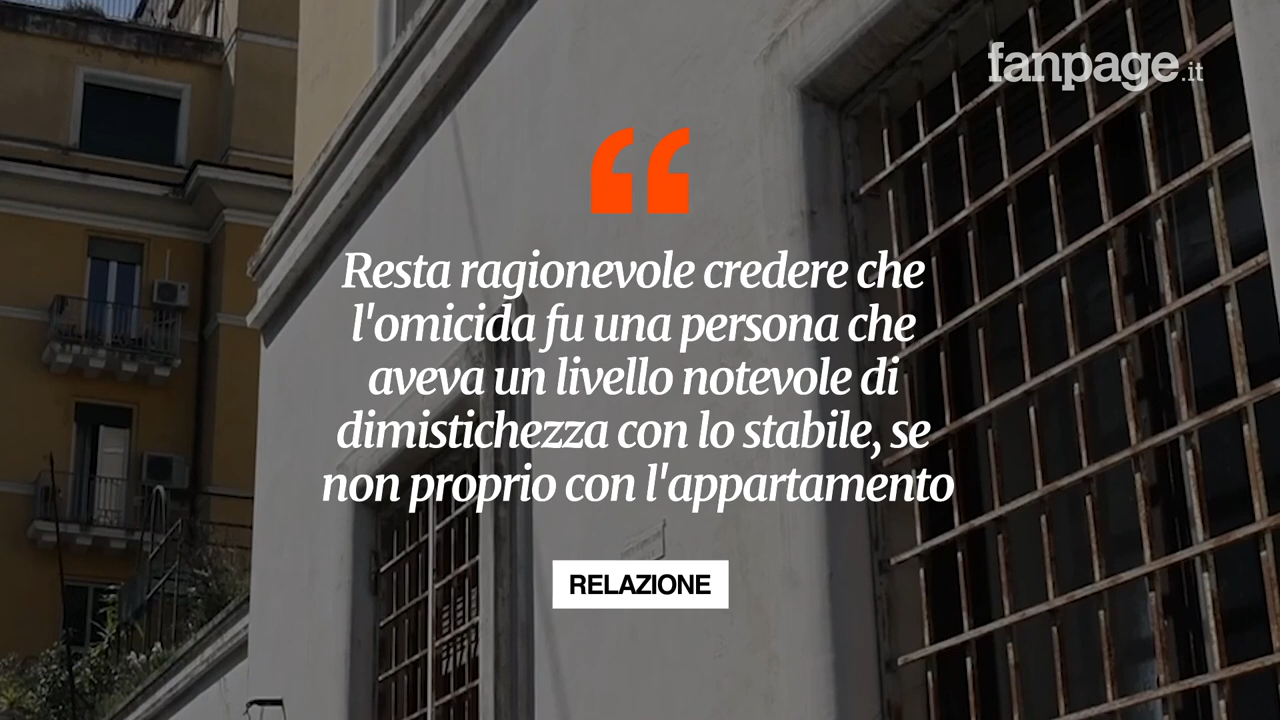 fanpage.it
“
Resta ragionevole credere che
l'omicida fu una persona che
aveva un livello notevole di
dimistichezza con lo stabile, se
non proprio con l'appartamento
RELAZIONE